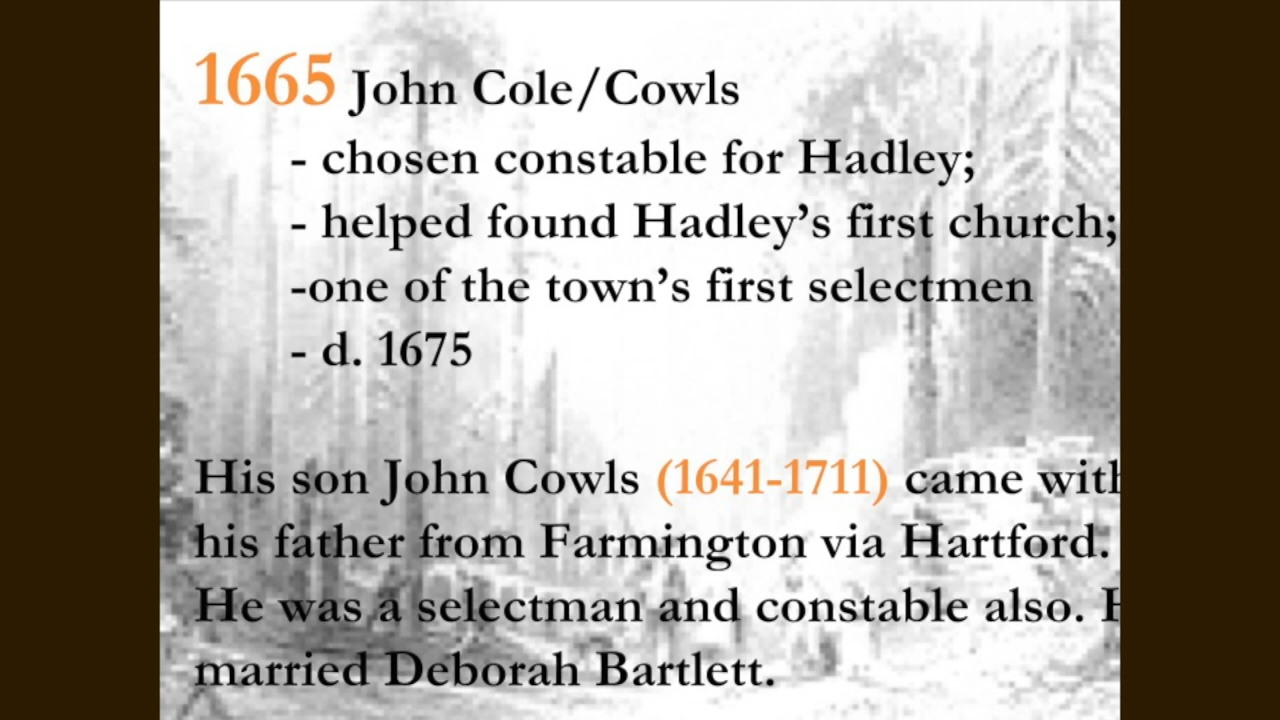 1665 John Cole/Cowls
- chosen constable for Hadley;
- helped found Hadley’s first church;
-one of the town’s first selectmen
- d. 1675
His son John Cowls (1641-1711) came with
his father from Farmington via Hartford.
He was a selectman and constable also.
married Deborah Bartlett.